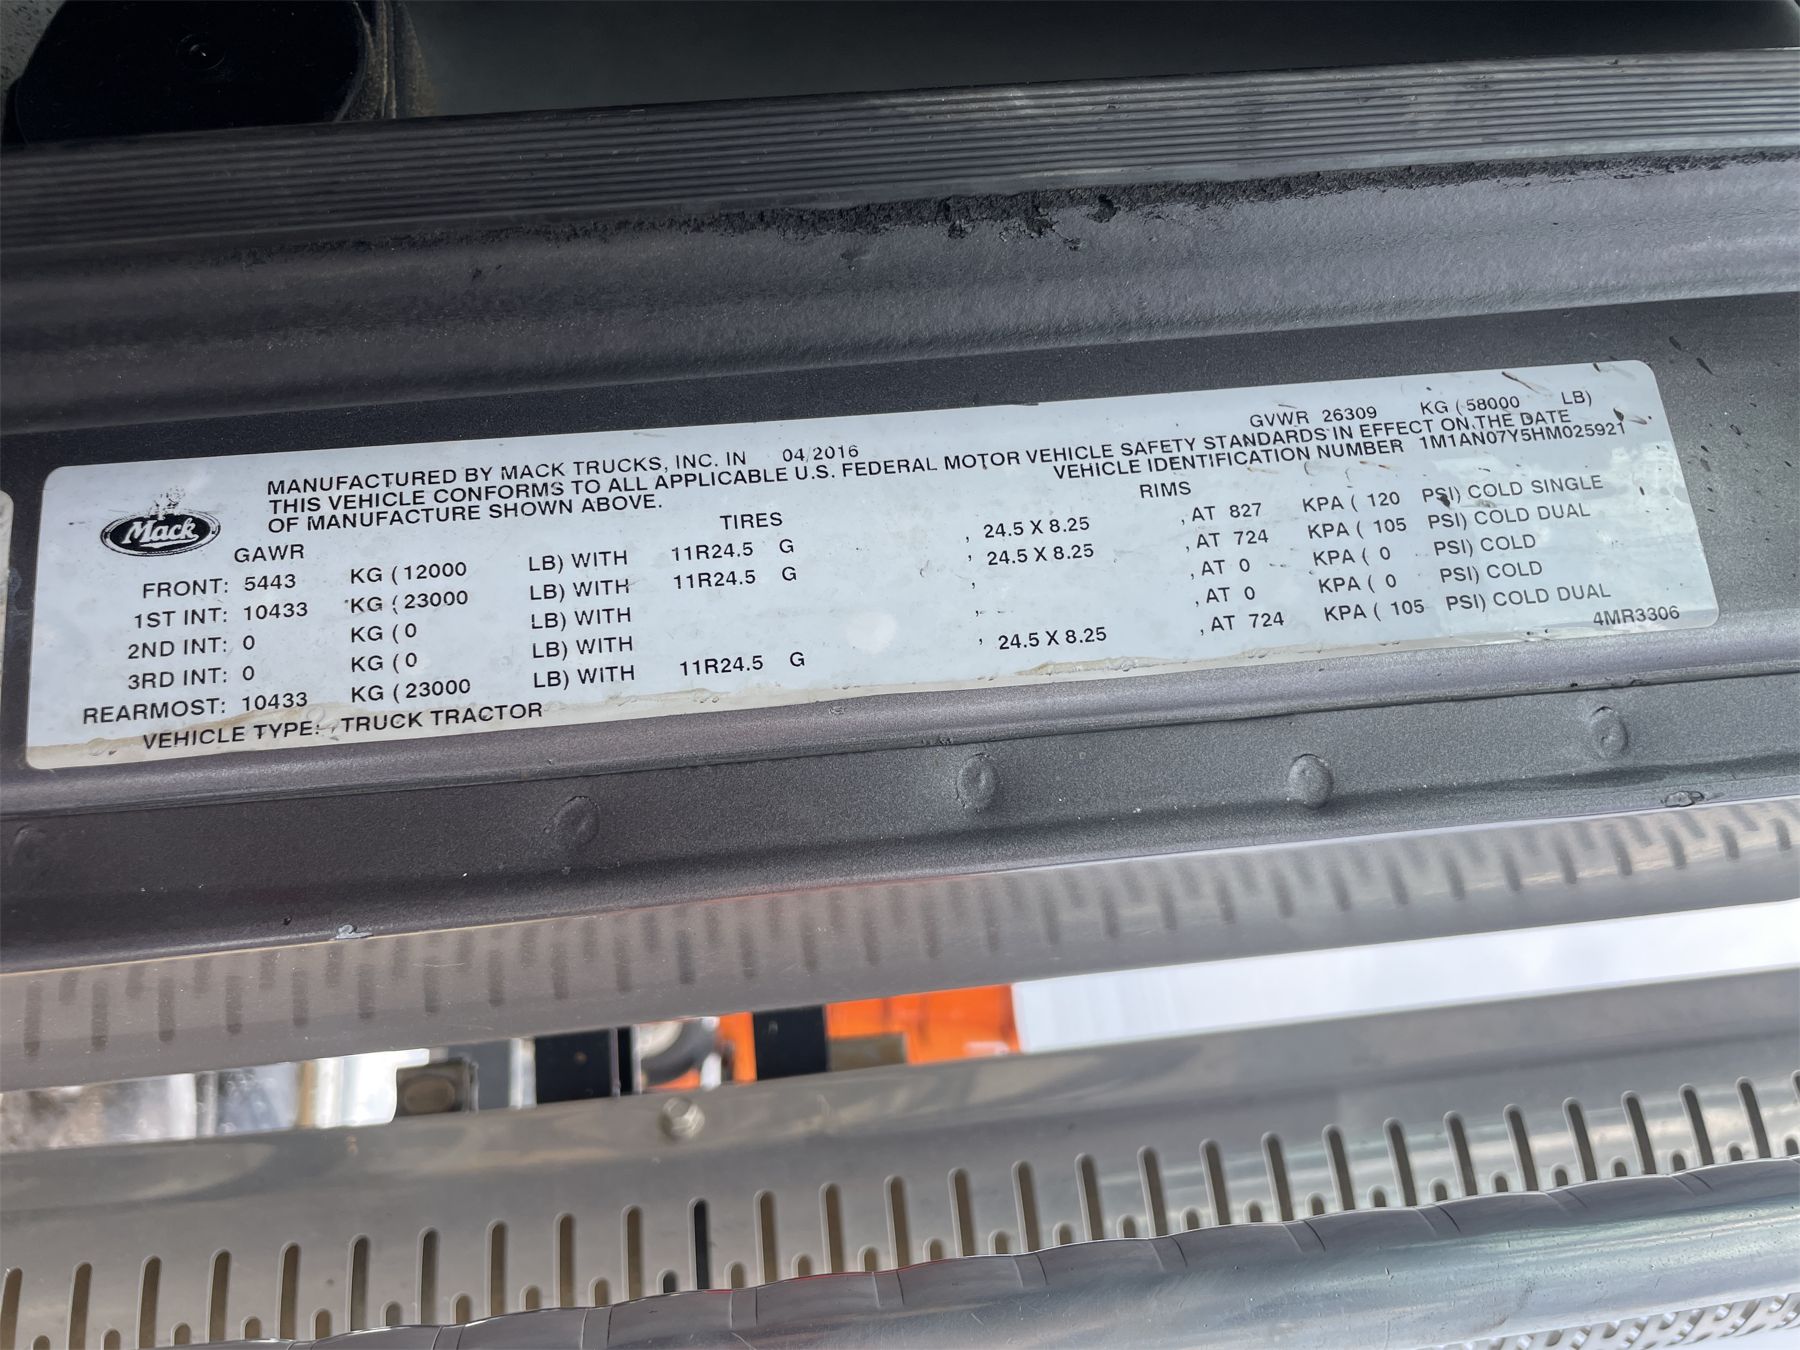 Mack
MANUFACTURED BY MACK TRUCKS, INC. IN 04/2016 GVWR 26309 KG (58000 LB)
THIS VEHICLE CONFORMS TO ALL APPLICABLE U.S. FEDERAL MOTOR VEHICLE SAFETY STANDARDS IN EFFECT ON THE DATE
OF MANUFACTURE SHOWN ABOVE. VEHICLE IDENTIFICATION NUMBER 1M1AN07Y5HM025921
GAWR TIRES RIMS
FRONT: 5443 KG (12000 LB) WITH 11R24.5 G , 24.5 X 8.25 , AT 827 KPA ( 120 PSI) COLD SINGLE
1ST INT: 10433 KG (23000 LB) WITH 11R24.5 G , 24.5 X 8.25 , AT 724 KPA ( 105 PSI) COLD DUAL
2ND INT: 0 KG (0 LB) WITH , , AT 0 KPA ( 0 PSI) COLD
3RD INT: 0 KG (0 LB) WITH , , AT 0 KPA ( 0 PSI) COLD
REARMOST: 10433 KG (23000 LB) WITH 11R24.5 G , 24.5 X 8.25 , AT 724 KPA ( 105 PSI) COLD DUAL
VEHICLE TYPE: TRUCK TRACTOR 4MR3306